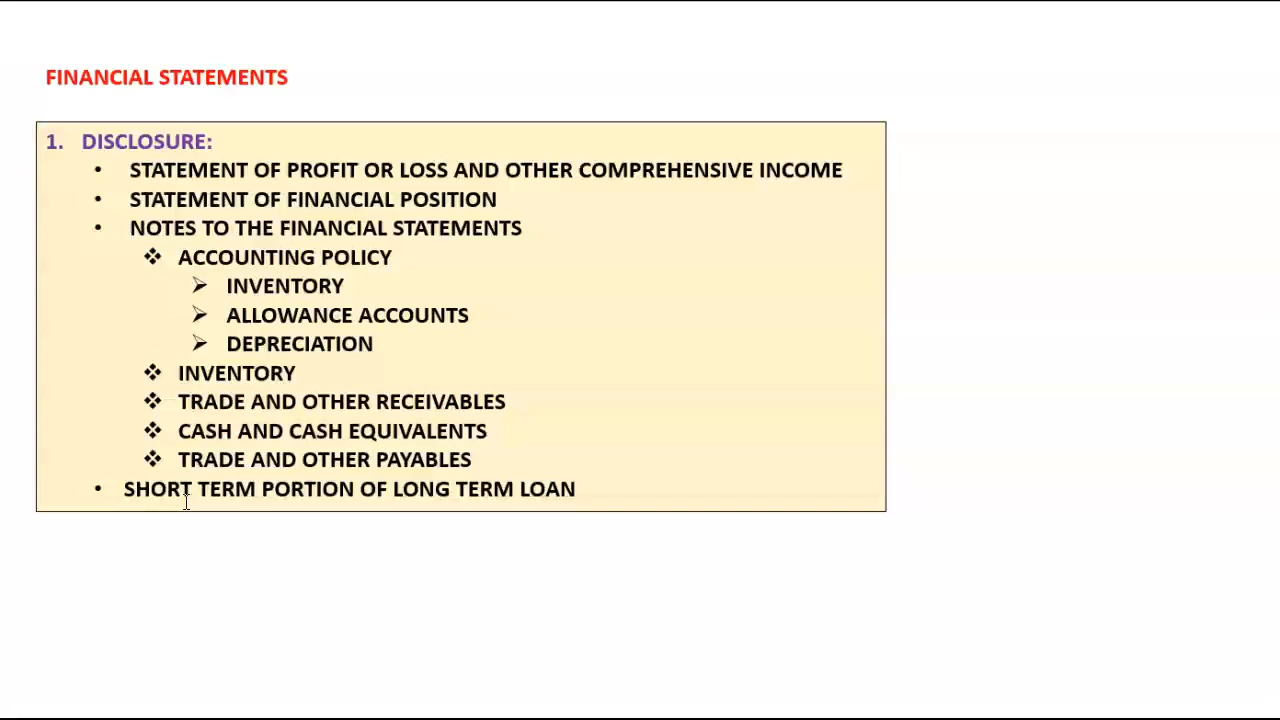 FINANCIAL STATEMENTS
1. DISCLOSURE:
• STATEMENT OF PROFIT OR LOSS AND OTHER COMPREHENSIVE INCOME
• STATEMENT OF FINANCIAL POSITION
• NOTES TO THE FINANCIAL STATEMENTS
❖ ACCOUNTING POLICY
➢ INVENTORY
➢ ALLOWANCE ACCOUNTS
➢ DEPRECIATION
❖ INVENTORY
❖ TRADE AND OTHER RECEIVABLES
❖ CASH AND CASH EQUIVALENTS
❖ TRADE AND OTHER PAYABLES
• SHORT TERM PORTION OF LONG TERM LOAN